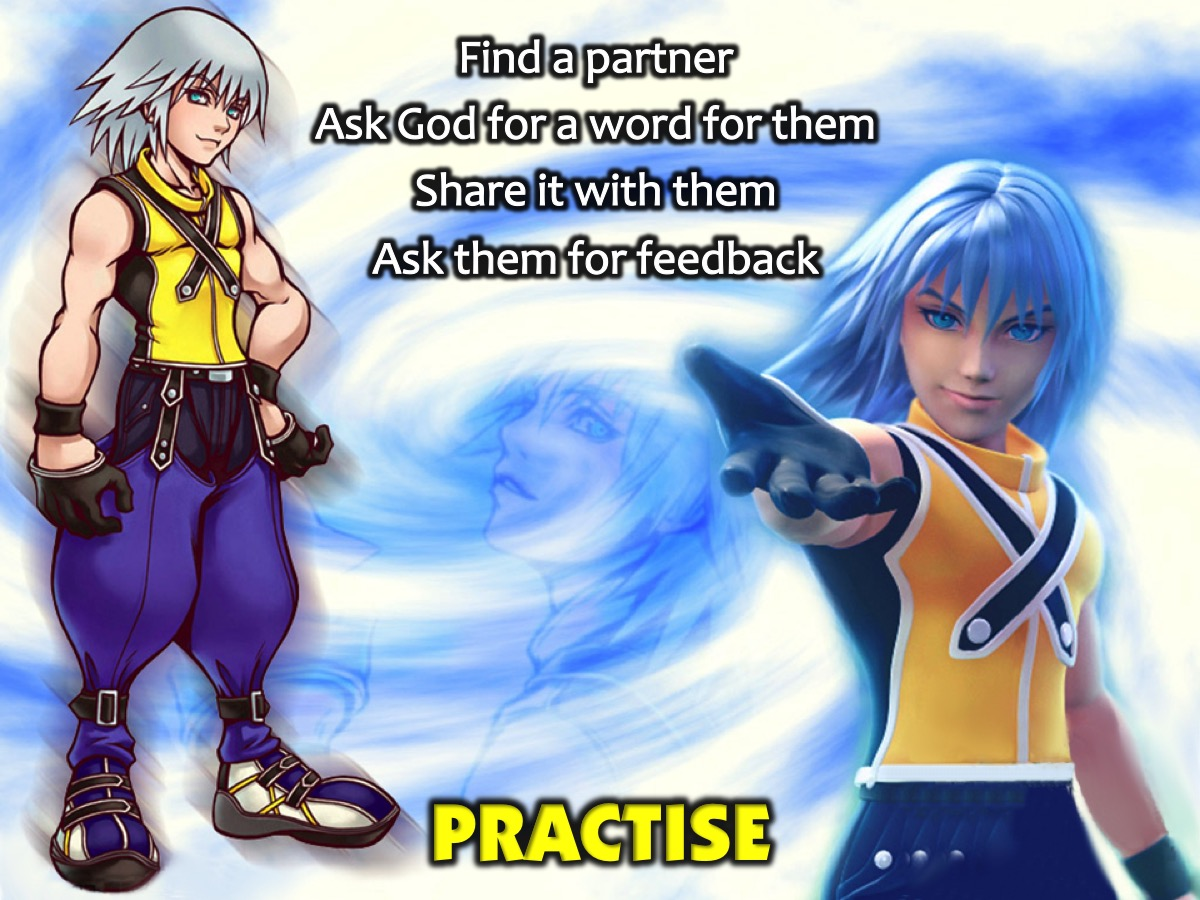 Find a partner
Ask God for a word for them
Share it with them
Ask them for feedback
PRACTISE